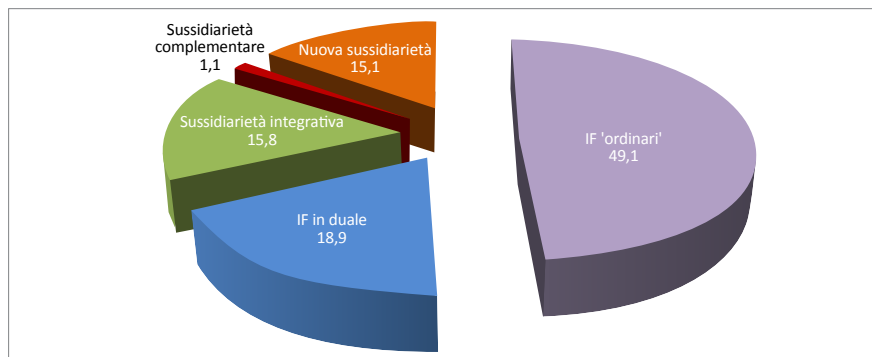 Sussidiarietà
complementare
1,1
Nuova sussidiarietà
15,1
IF 'ordinari'
49,1
Sussidiarietà integrativa
15,8
IF in duale
18,9